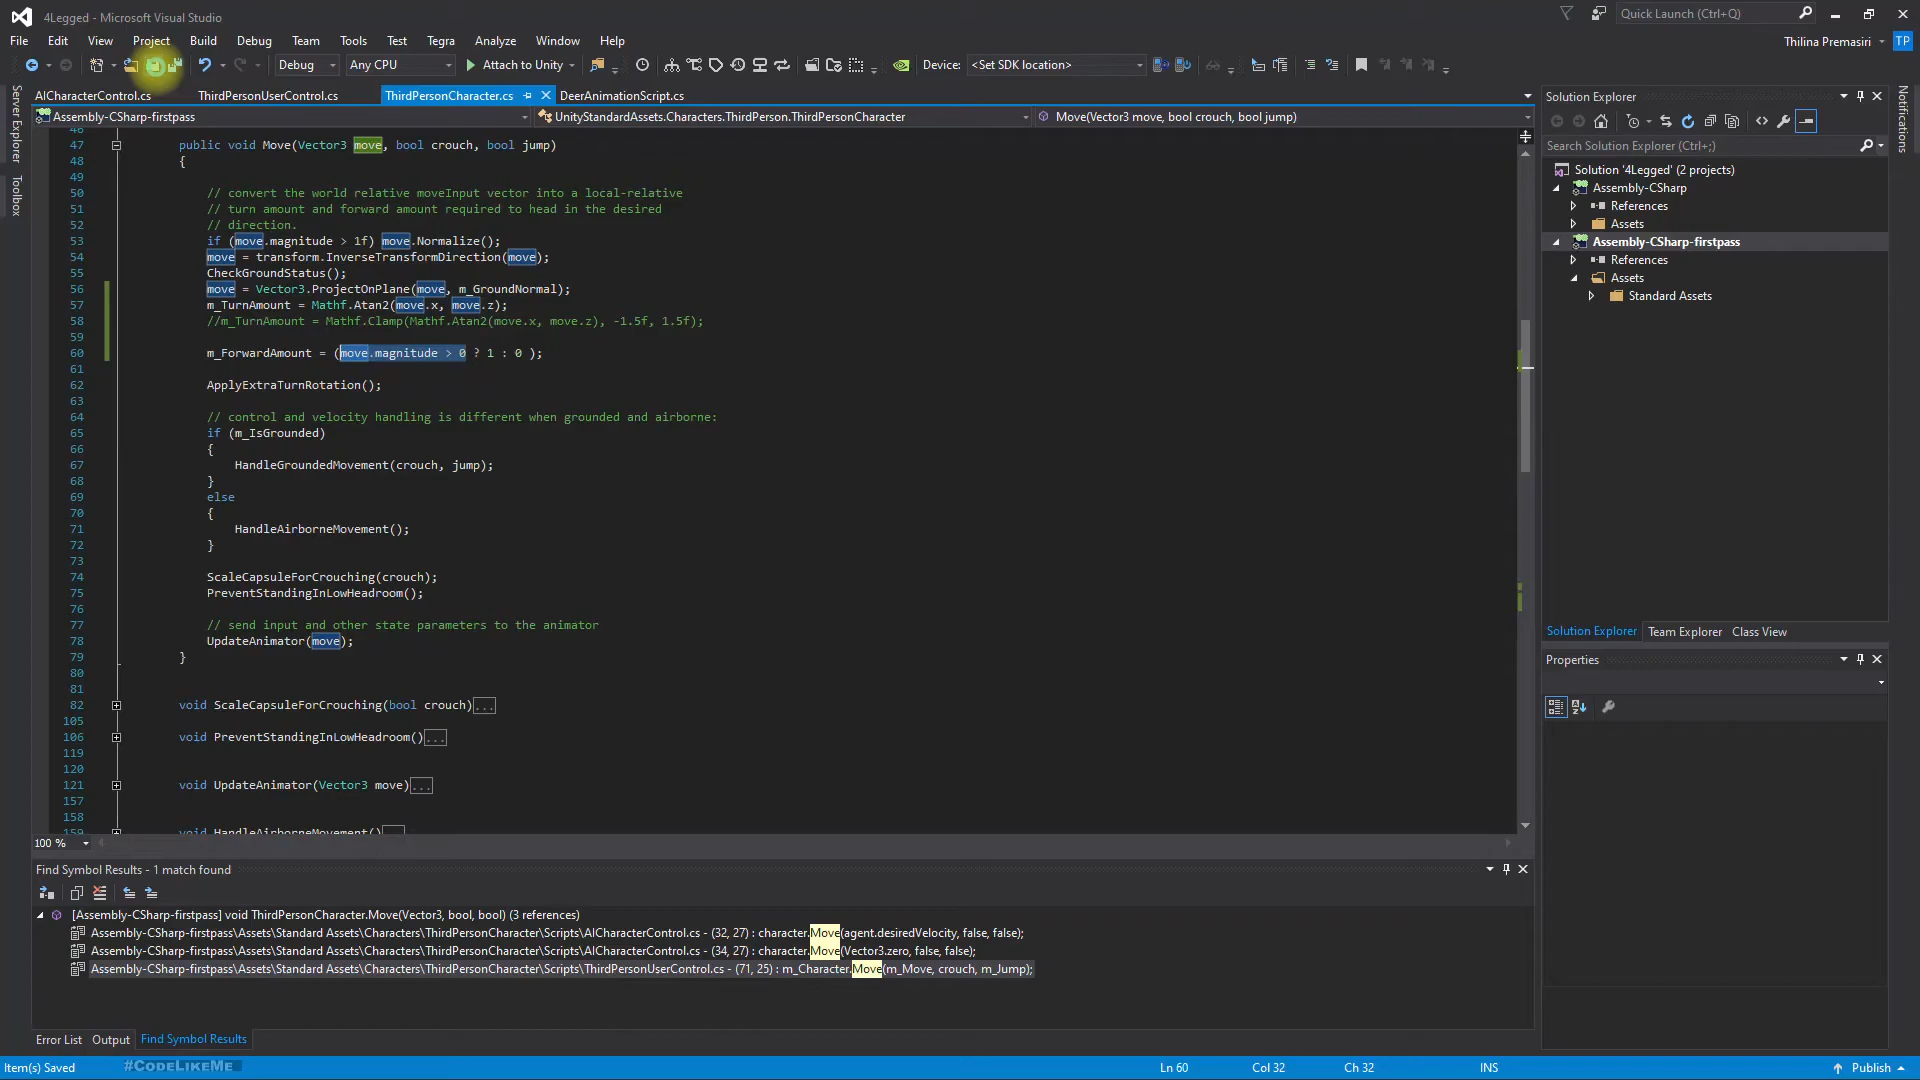 4Legged - Microsoft Visual Studio
Quick Launch (Ctrl+Q)
File Edit View Project Build Debug Team Tools Test Tegra Analyze Window Help
Thilina Premasiri TP
Debug Any CPU Attach to Unity Device: <Set SDK location>
AICharacterControl.cs ThirdPersonUserControl.cs ThirdPersonCharacter.cs DeerAnimationScript.cs
Assembly-CSharp-firstpass UnityStandardAssets.Characters.ThirdPerson.ThirdPersonCharacter Move(Vector3 move, bool crouch, bool jump)
Server Explorer
Toolbox
46
47 public void Move(Vector3 move, bool crouch, bool jump)
48 {
49
50 // convert the world relative moveInput vector into a local-relative
51 // turn amount and forward amount required to head in the desired
52 // direction.
53 if (move.magnitude > 1f) move.Normalize();
54 move = transform.InverseTransformDirection(move);
55 CheckGroundStatus();
56 move = Vector3.ProjectOnPlane(move, m_GroundNormal);
57 m_TurnAmount = Mathf.Atan2(move.x, move.z);
58 //m_TurnAmount = Mathf.Clamp(Mathf.Atan2(move.x, move.z), -1.5f, 1.5f);
59
60 m_ForwardAmount = (move.magnitude > 0 ? 1 : 0 );
61
62 ApplyExtraTurnRotation();
63
64 // control and velocity handling is different when grounded and airborne:
65 if (m_IsGrounded)
66 {
67 HandleGroundedMovement(crouch, jump);
68 }
69 else
70 {
71 HandleAirborneMovement();
72 }
73
74 ScaleCapsuleForCrouching(crouch);
75 PreventStandingInLowHeadroom();
76
77 // send input and other state parameters to the animator
78 UpdateAnimator(move);
79 }
80
81
82 void ScaleCapsuleForCrouching(bool crouch)...
105
106 void PreventStandingInLowHeadroom()...
119
120
121 void UpdateAnimator(Vector3 move)...
157
158
159 void HandleAirborneMovement()...
100 %
Find Symbol Results - 1 match found
[Assembly-CSharp-firstpass] void ThirdPersonCharacter.Move(Vector3, bool, bool) (3 references)
Assembly-CSharp-firstpass\Assets\Standard Assets\Characters\ThirdPersonCharacter\Scripts\AICharacterControl.cs - (32, 27) : character.Move(agent.desiredVelocity, false, false);
Assembly-CSharp-firstpass\Assets\Standard Assets\Characters\ThirdPersonCharacter\Scripts\AICharacterControl.cs - (34, 27) : character.Move(Vector3.zero, false, false);
Assembly-CSharp-firstpass\Assets\Standard Assets\Characters\ThirdPersonCharacter\Scripts\ThirdPersonUserControl.cs - (71, 25) : m_Character.Move(m_Move, crouch, m_Jump);
Error List Output Find Symbol Results
Solution Explorer
Search Solution Explorer (Ctrl+;)
Solution '4Legged' (2 projects)
Assembly-CSharp
References
Assets
Assembly-CSharp-firstpass
References
Assets
Standard Assets
Solution Explorer Team Explorer Class View
Properties
Notifications
Item(s) Saved #CodeLikeMe Ln 60 Col 32 Ch 32 INS Publish